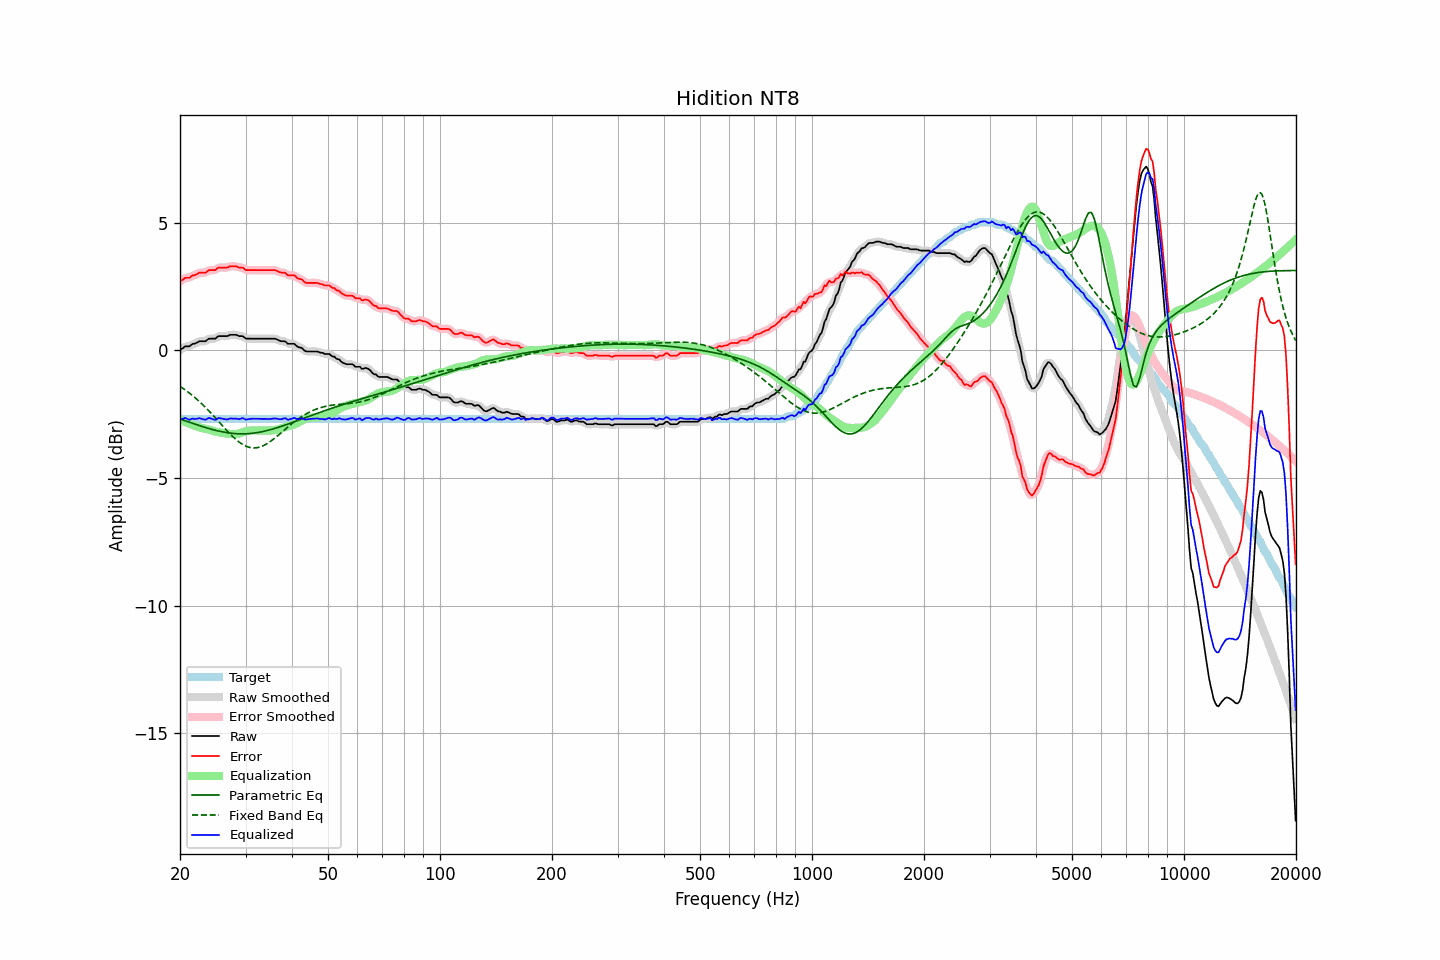 Hidition NT8
Amplitude (dBr)
5
0
−5
−10
−15
Target
Raw Smoothed
Error Smoothed
Raw
Error
Equalization
Parametric Eq
Fixed Band Eq
Equalized
20
50
100
200
500
1000
2000
5000
10000
20000
Frequency (Hz)